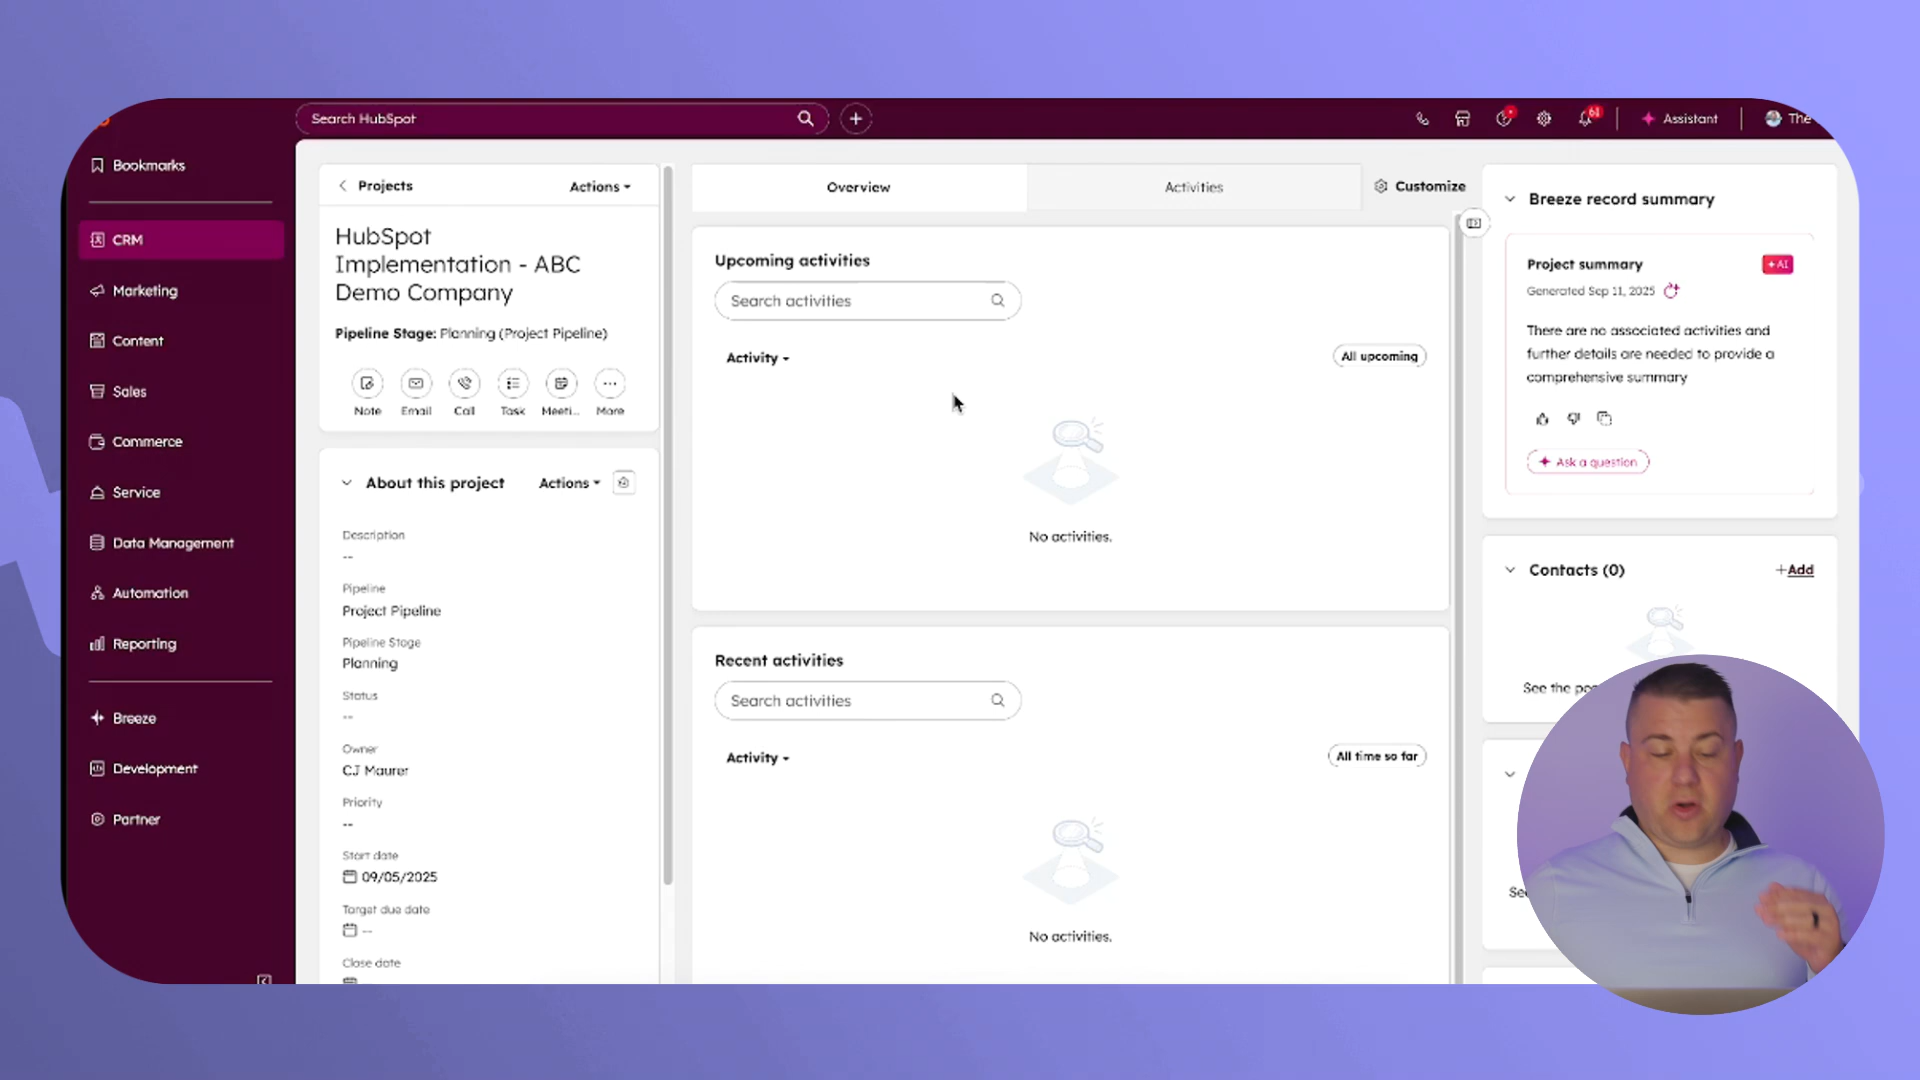 Search HubSpot
61
Assistant
The
Bookmarks
CRM
Marketing
Content
Sales
Commerce
Service
Data Management
Automation
Reporting
Breeze
Development
Partner
Projects
Actions
HubSpot
Implementation - ABC
Demo Company
Pipeline Stage: Planning (Project Pipeline)
Note
Email
Call
Task
Meeti...
More
About this project
Actions
Description
--
Pipeline
Project Pipeline
Pipeline Stage
Planning
Status
--
Owner
CJ Maurer
Priority
--
Start date
09/05/2025
Target due date
--
Close date
Overview
Activities
Customize
Upcoming activities
Search activities
Activity
All upcoming
No activities.
Recent activities
Search activities
Activity
All time so far
No activities.
Breeze record summary
Project summary
AI
Generated Sep 11, 2025
There are no associated activities and
further details are needed to provide a
comprehensive summary
Ask a question
Contacts (0)
+Add
See the